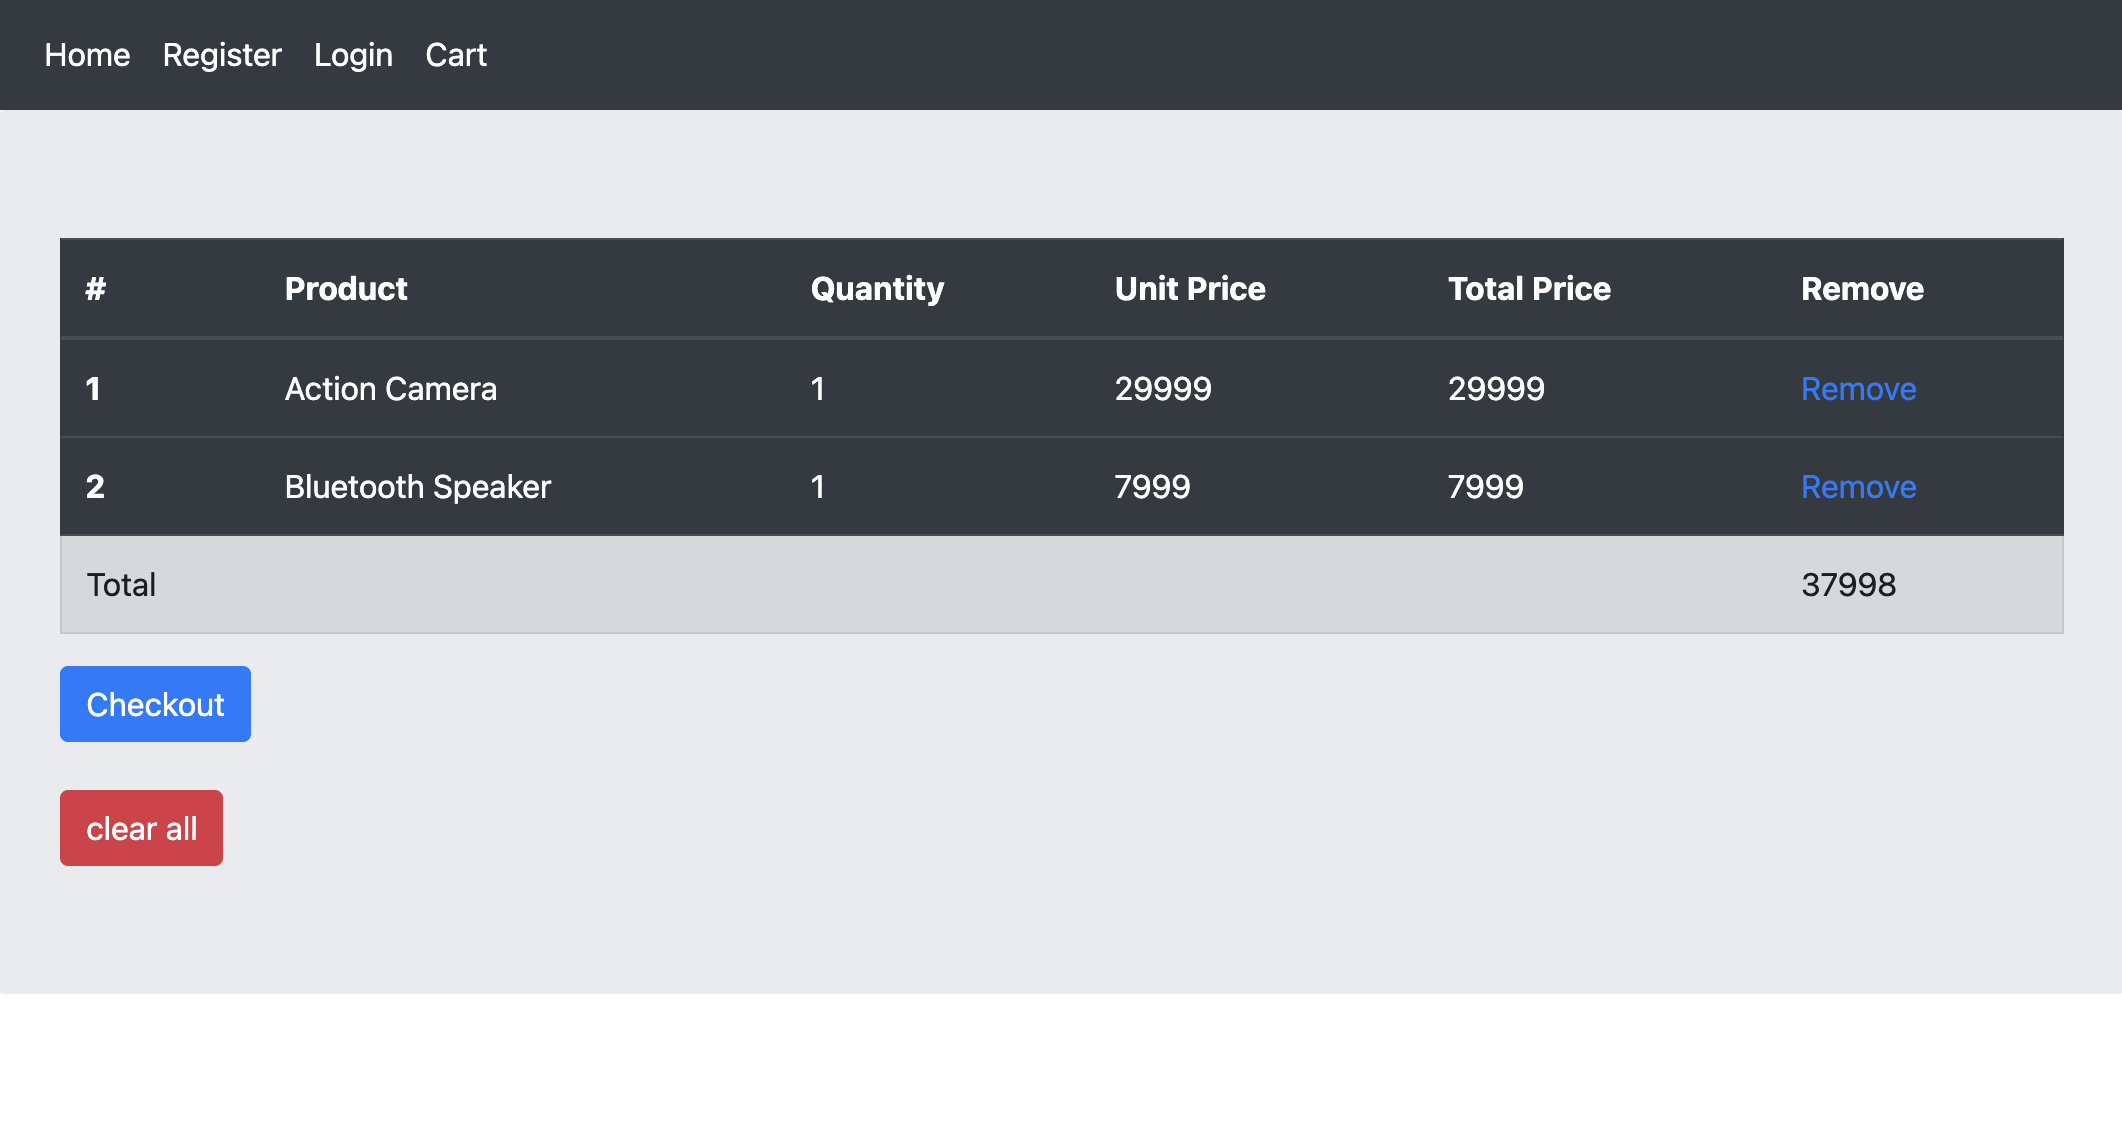 Home Register Login Cart
# Product Quantity Unit Price Total Price Remove
1 Action Camera 1 29999 29999 Remove
2 Bluetooth Speaker 1 7999 7999 Remove
Total 37998
Checkout
clear all